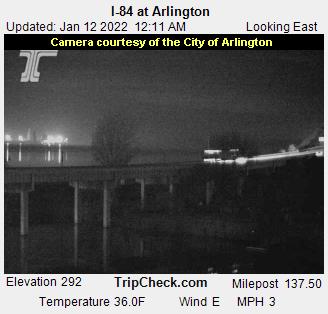 I-84 at Arlington
Updated: Jan 12 2022 12:11 AM Looking East
Camera courtesy of the City of Arlington
Elevation 292 TripCheck.com Milepost 137.50
Temperature 36.0F Wind E MPH 3